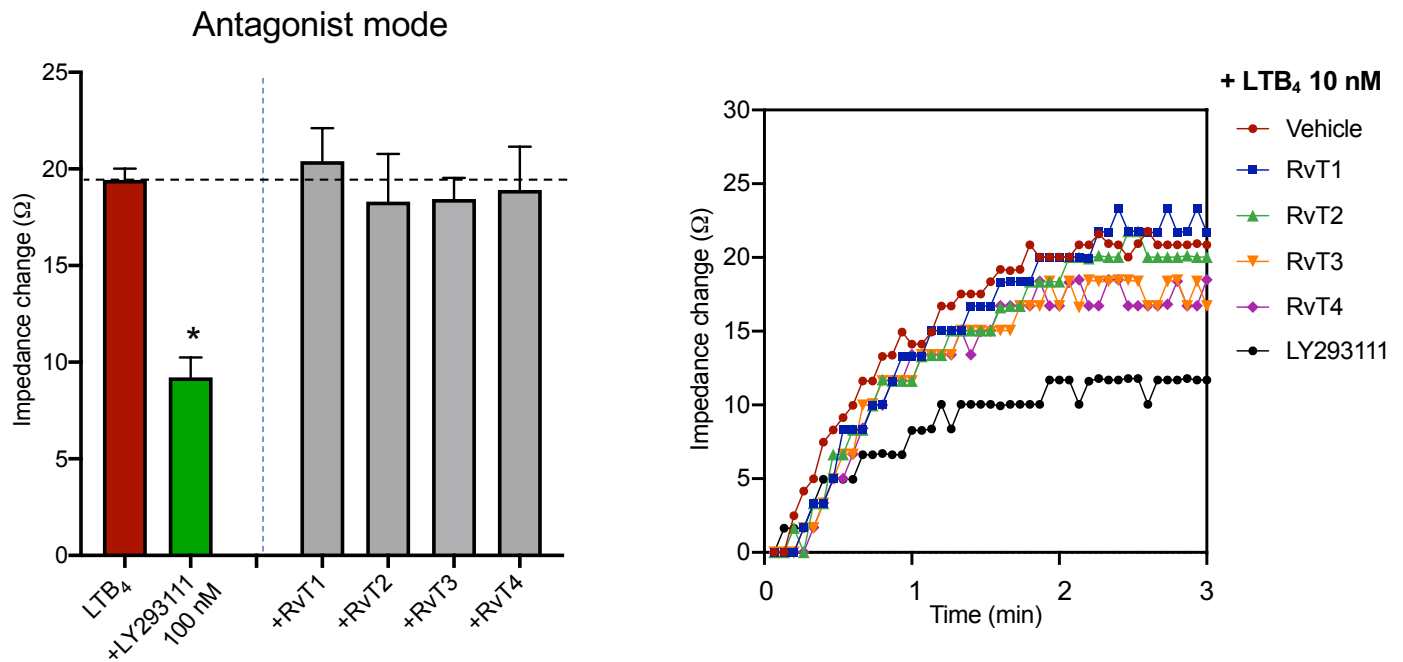 Antagonist mode
Impedance change (Ω)
25
20
15
10
5
0
*
LTB₄
+LY293111
100 nM
+RvT1
+RvT2
+RvT3
+RvT4
Impedance change (Ω)
30
25
20
15
10
5
0
0
1
2
3
Time (min)
+ LTB₄ 10 nM
Vehicle
RvT1
RvT2
RvT3
RvT4
LY293111